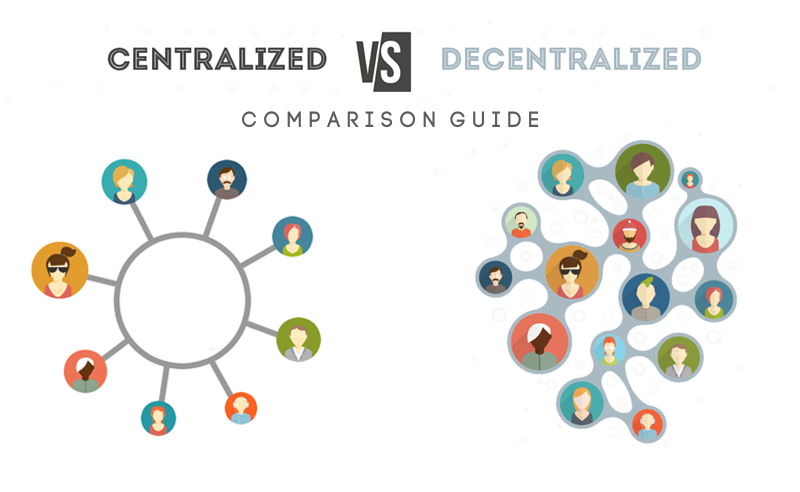 CENTRALIZED VS DECENTRALIZED
COMPARISON GUIDE